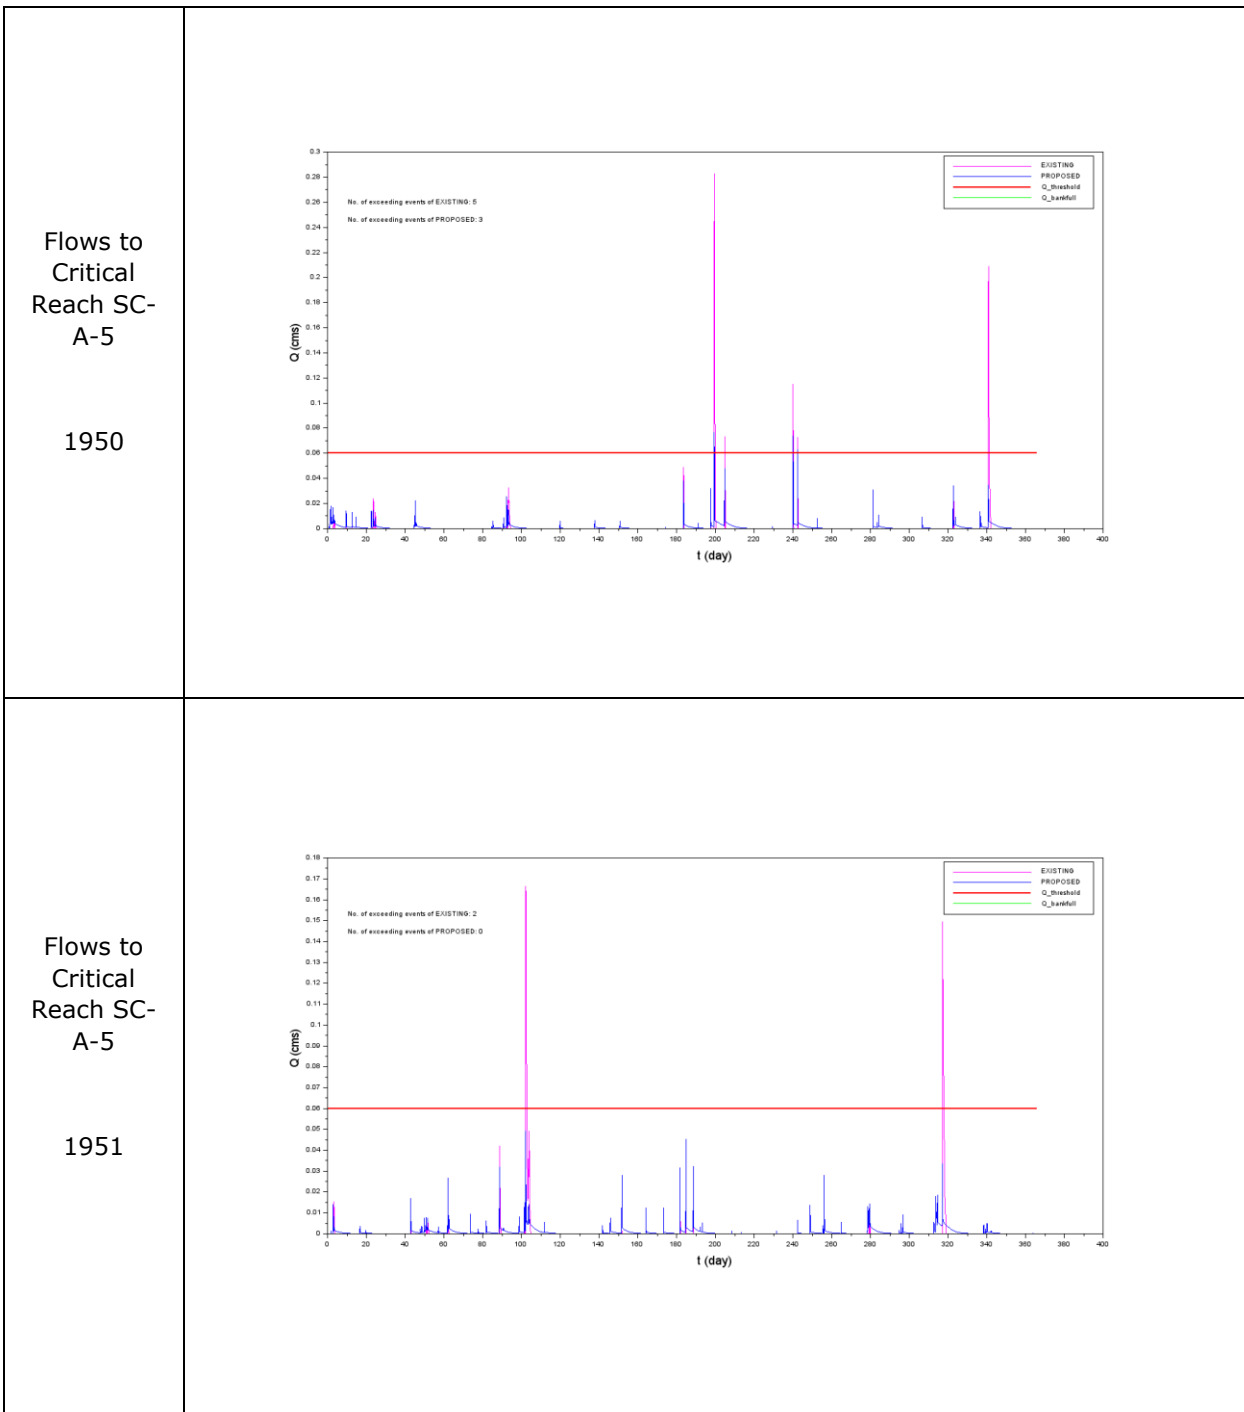 Flows to
Critical
Reach SC-
A-5
1950
0.3
0.28
0.26
0.24
0.22
0.2
0.18
0.16
0.14
0.12
0.1
0.08
0.06
0.04
0.02
0
Q (cms)
No. of exceeding events of EXISTING: 5
No. of exceeding events of PROPOSED: 3
EXISTING
PROPOSED
Q_threshold
Q_bankfull
0 20 40 60 80 100 120 140 160 180 200 220 240 260 280 300 320 340 360 380 400
t (day)
Flows to
Critical
Reach SC-
A-5
1951
0.18
0.17
0.16
0.15
0.14
0.13
0.12
0.11
0.1
0.09
0.08
0.07
0.06
0.05
0.04
0.03
0.02
0.01
0
Q (cms)
No. of exceeding events of EXISTING: 2
No. of exceeding events of PROPOSED: 0
EXISTING
PROPOSED
Q_threshold
Q_bankfull
0 20 40 60 80 100 120 140 160 180 200 220 240 260 280 300 320 340 360 380 400
t (day)